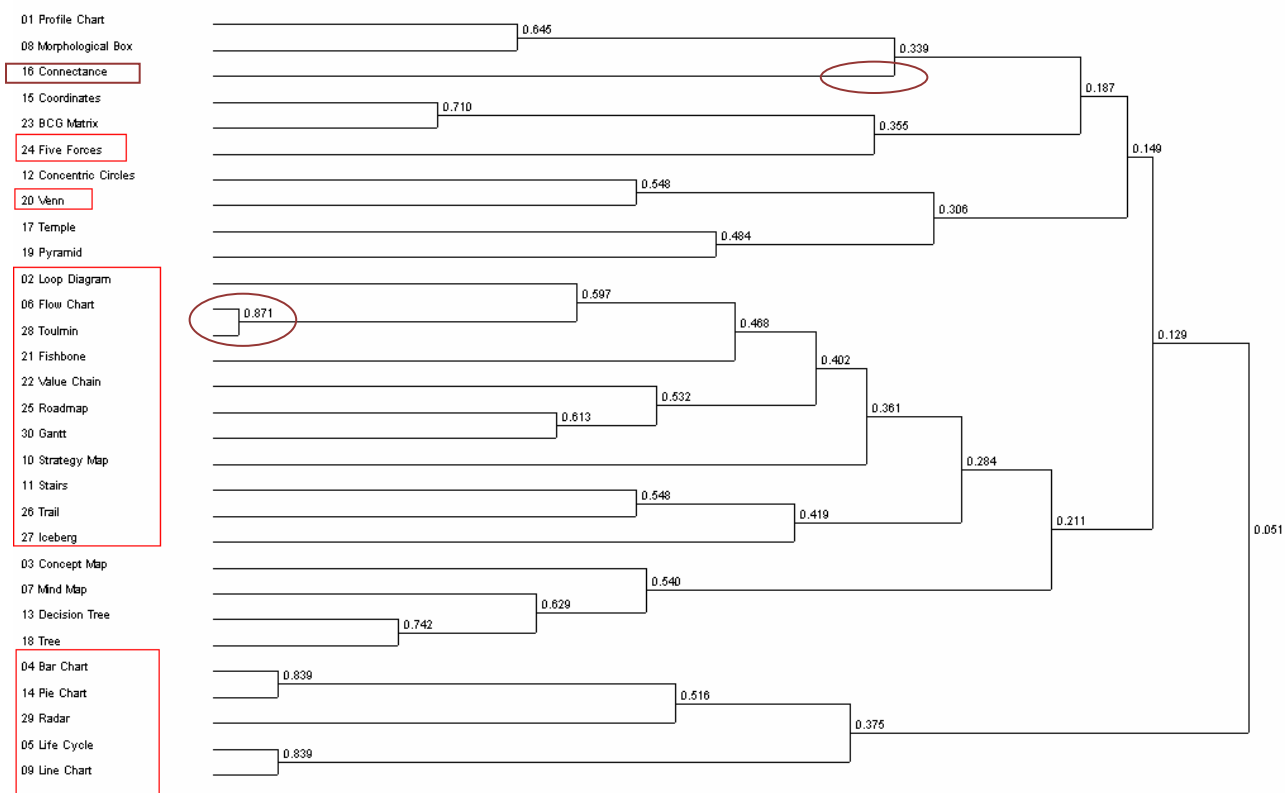 01 Profile Chart
0.645
08 Morphological Box
0.339
16 Connectance
0.187
15 Coordinates
0.710
23 BCG Matrix
0.355
24 Five Forces
0.149
12 Concentric Circles
0.548
20 Venn
0.306
17 Temple
0.484
19 Pyramid
02 Loop Diagram
0.597
06 Flow Chart
0.871
0.468
28 Toulmin
0.129
21 Fishbone
0.402
22 Value Chain
0.532
25 Roadmap
0.613
0.361
30 Gantt
10 Strategy Map
0.284
11 Stairs
0.548
26 Trail
0.419
0.211
27 Iceberg
0.051
03 Concept Map
0.540
07 Mind Map
0.629
13 Decision Tree
0.742
18 Tree
04 Bar Chart
0.839
14 Pie Chart
0.516
29 Radar
0.375
05 Life Cycle
0.839
09 Line Chart